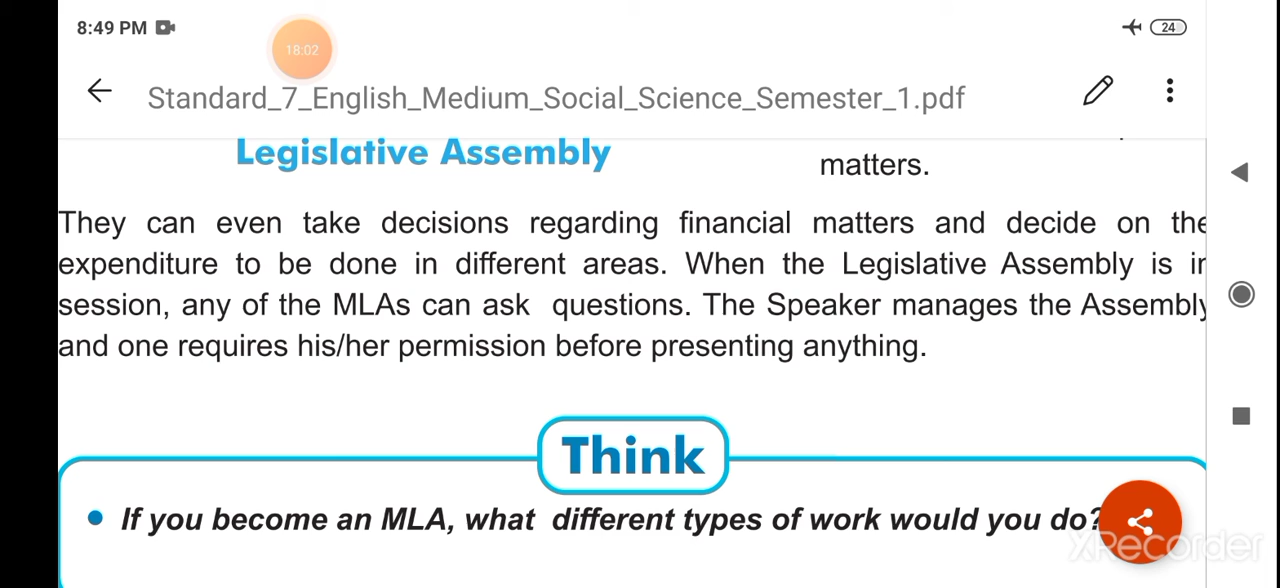 8:49 PM
24
18:02
Standard_7_English_Medium_Social_Science_Semester_1.pdf
Legislative Assembly
matters.
They can even take decisions regarding financial matters and decide on the
expenditure to be done in different areas. When the Legislative Assembly is in
session, any of the MLAs can ask questions. The Speaker manages the Assembly
and one requires his/her permission before presenting anything.
Think
• If you become an MLA, what different types of work would you do?
XRecorder